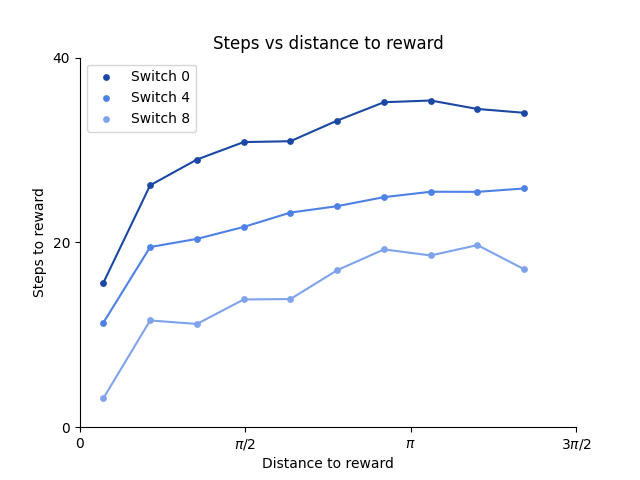 Steps vs distance to reward
Switch 0
Switch 4
Switch 8
40
20
0
Steps to reward
0 π/2 π 3π/2
Distance to reward